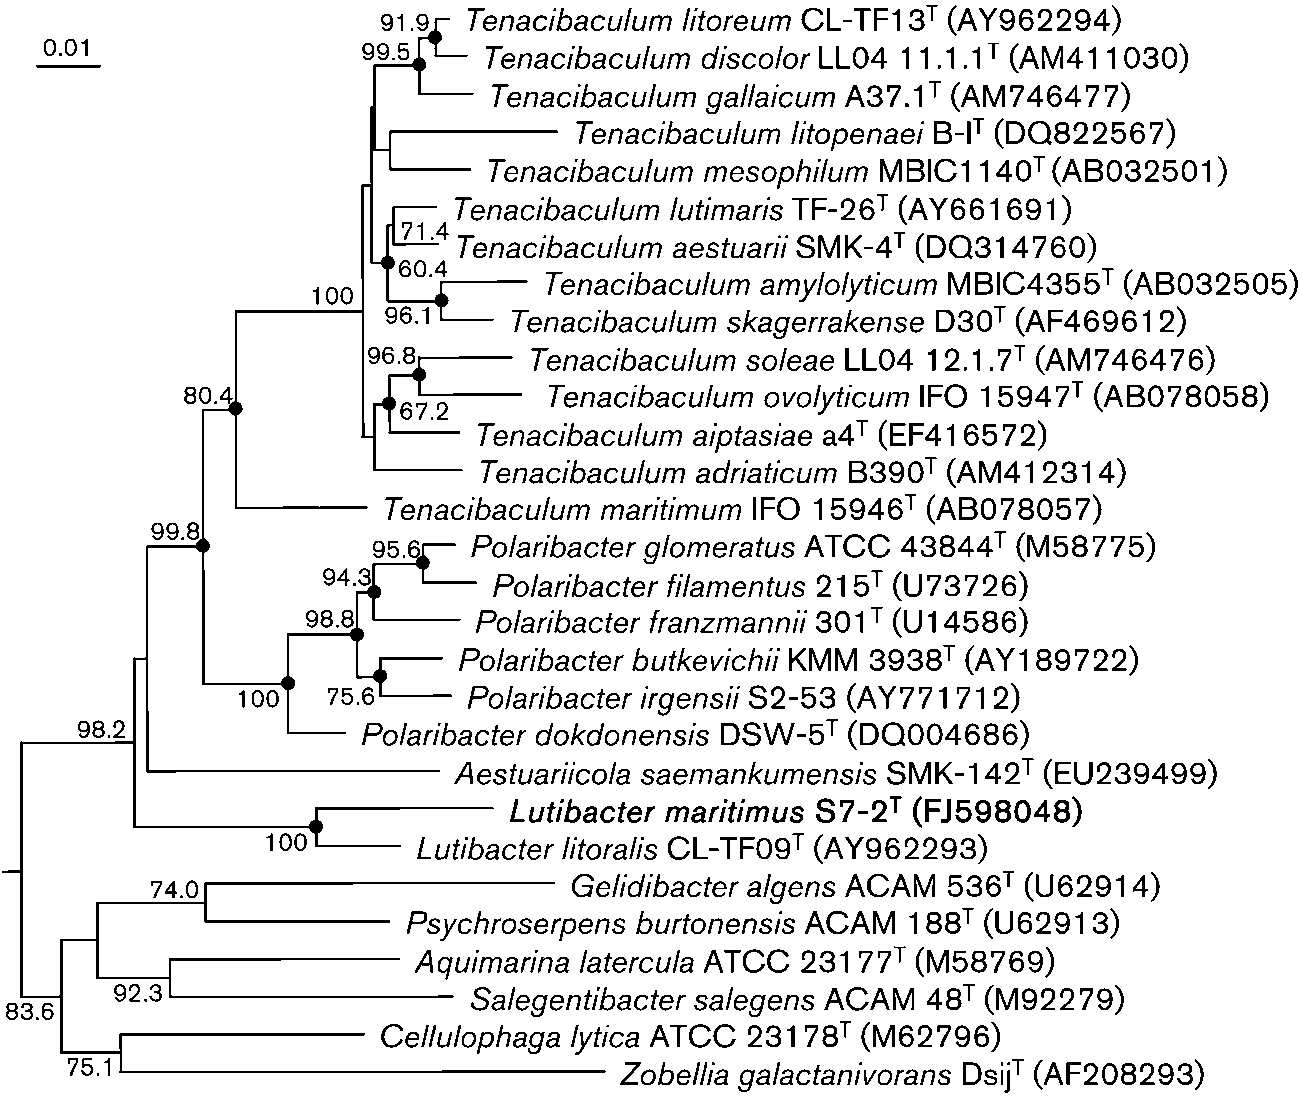 91.9 Tenacibaculum litoreum CL-TF13ᵀ (AY962294)
0.01
99.5 Tenacibaculum discolor LL04 11.1.1ᵀ (AM411030)
Tenacibaculum gallaicum A37.1ᵀ (AM746477)
Tenacibaculum litopenaei B-Iᵀ (DQ822567)
Tenacibaculum mesophilum MBIC1140ᵀ (AB032501)
Tenacibaculum lutimaris TF-26ᵀ (AY661691)
71.4 Tenacibaculum aestuarii SMK-4ᵀ (DQ314760)
60.4
Tenacibaculum amylolyticum MBIC4355ᵀ (AB032505)
100
96.1 Tenacibaculum skagerrakense D30ᵀ (AF469612)
96.8 Tenacibaculum soleae LL04 12.1.7ᵀ (AM746476)
80.4 Tenacibaculum ovolyticum IFO 15947ᵀ (AB078058)
67.2
Tenacibaculum aiptasiae a4ᵀ (EF416572)
Tenacibaculum adriaticum B390ᵀ (AM412314)
Tenacibaculum maritimum IFO 15946ᵀ (AB078057)
99.8
95.6 Polaribacter glomeratus ATCC 43844ᵀ (M58775)
94.3 Polaribacter filamentus 215ᵀ (U73726)
98.8 Polaribacter franzmannii 301ᵀ (U14586)
Polaribacter butkevichii KMM 3938ᵀ (AY189722)
100 75.6 Polaribacter irgensii S2-53 (AY771712)
98.2 Polaribacter dokdonensis DSW-5ᵀ (DQ004686)
Aestuariicola saemankumensis SMK-142ᵀ (EU239499)
Lutibacter maritimus S7-2ᵀ (FJ598048)
100 Lutibacter litoralis CL-TF09ᵀ (AY962293)
74.0 Gelidibacter algens ACAM 536ᵀ (U62914)
Psychroserpens burtonensis ACAM 188ᵀ (U62913)
Aquimarina latercula ATCC 23177ᵀ (M58769)
92.3 Salegentibacter salegens ACAM 48ᵀ (M92279)
83.6
Cellulophaga lytica ATCC 23178ᵀ (M62796)
75.1 Zobellia galactanivorans Dsijᵀ (AF208293)